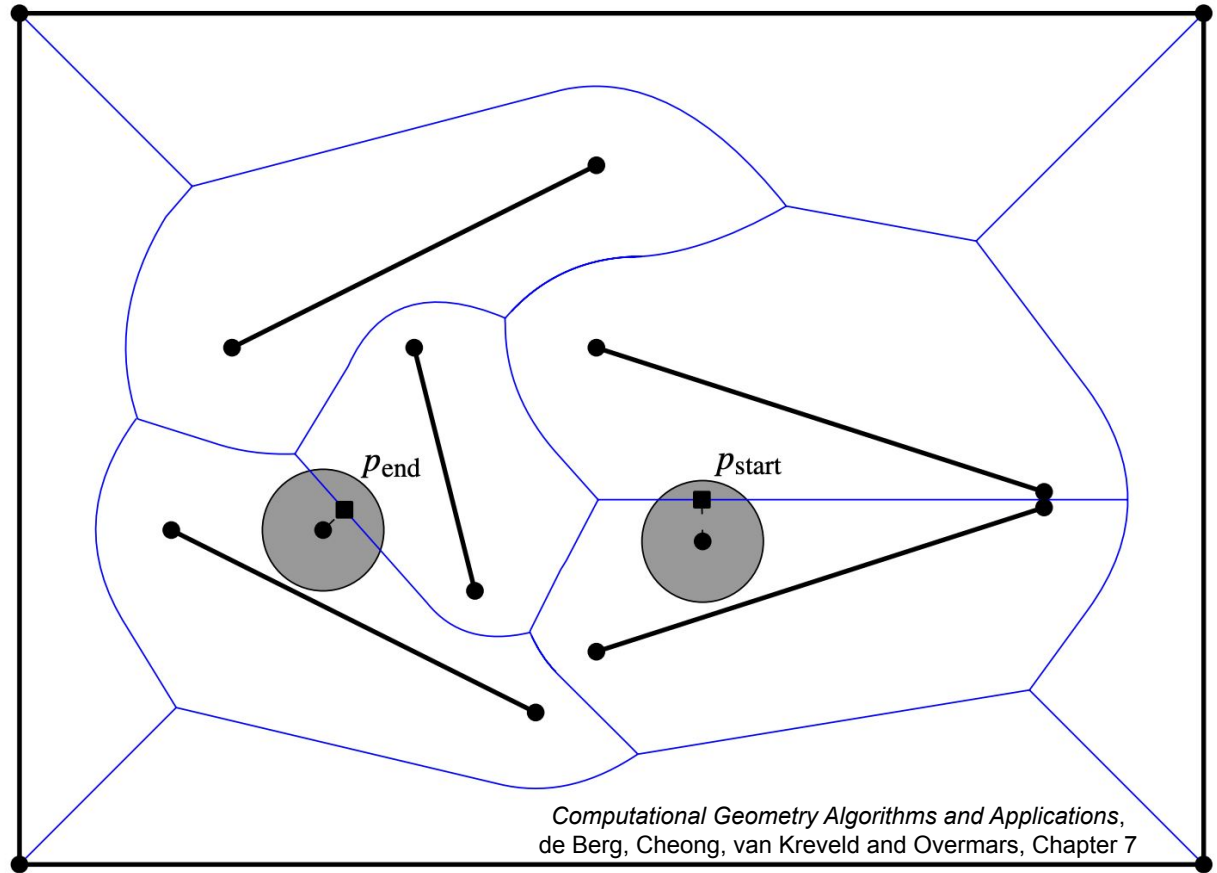 p_end
p_start
Computational Geometry Algorithms and Applications,
de Berg, Cheong, van Kreveld and Overmars, Chapter 7